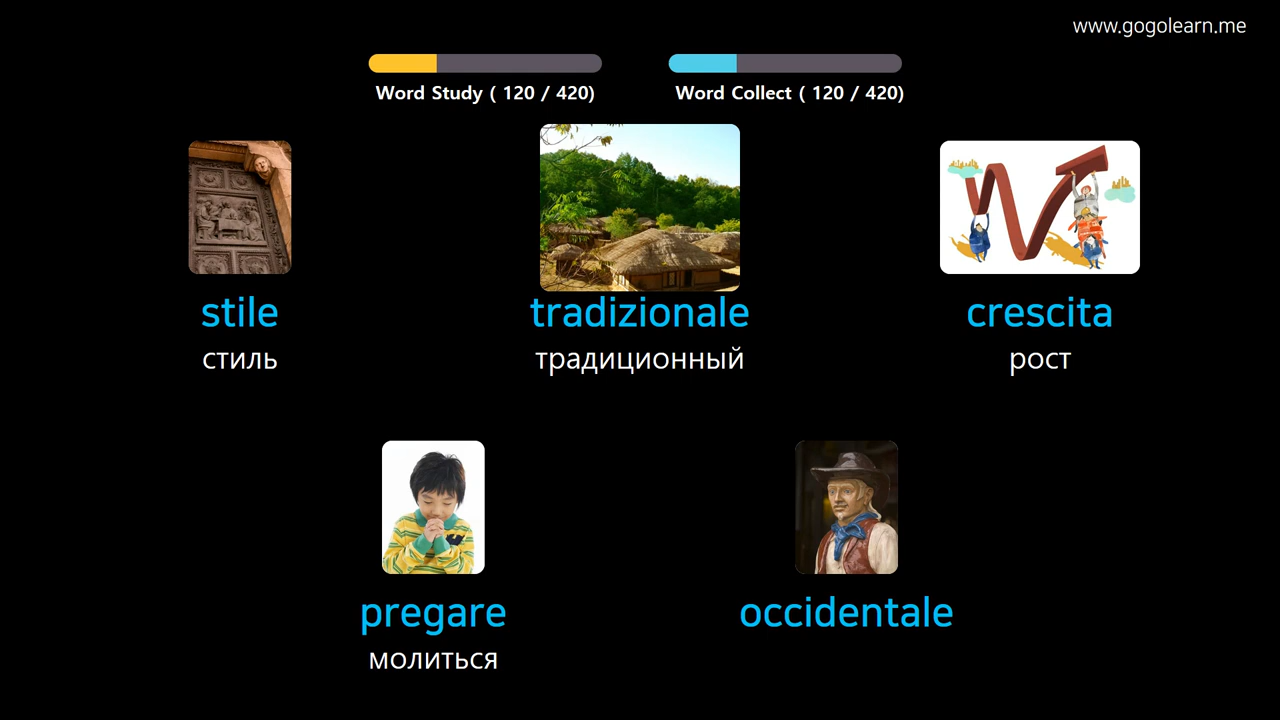 www.gogolearn.me
Word Study ( 120 / 420)
Word Collect ( 120 / 420)
stile
стиль
tradizionale
традиционный
crescita
рост
pregare
молиться
occidentale